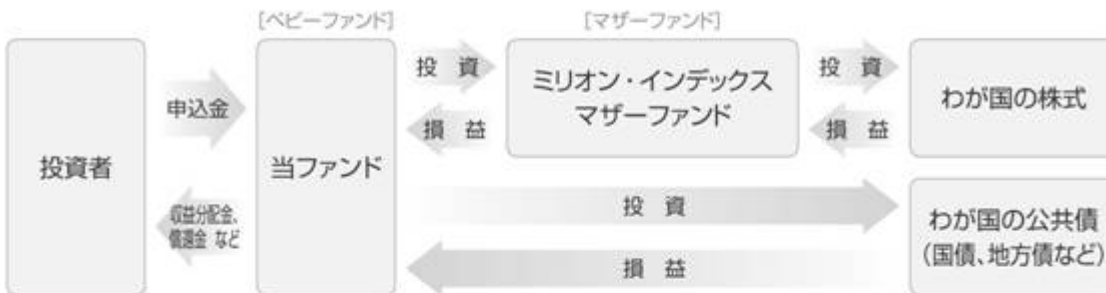 [ベビーファンド]
[マザーファンド]
投資者
申込金
収益分配金、
償還金 など
当ファンド
投 資
損 益
ミリオン・インデックス
マザーファンド
投 資
損 益
わが国の株式
投 資
損 益
わが国の公共債
(国債、地方債など)